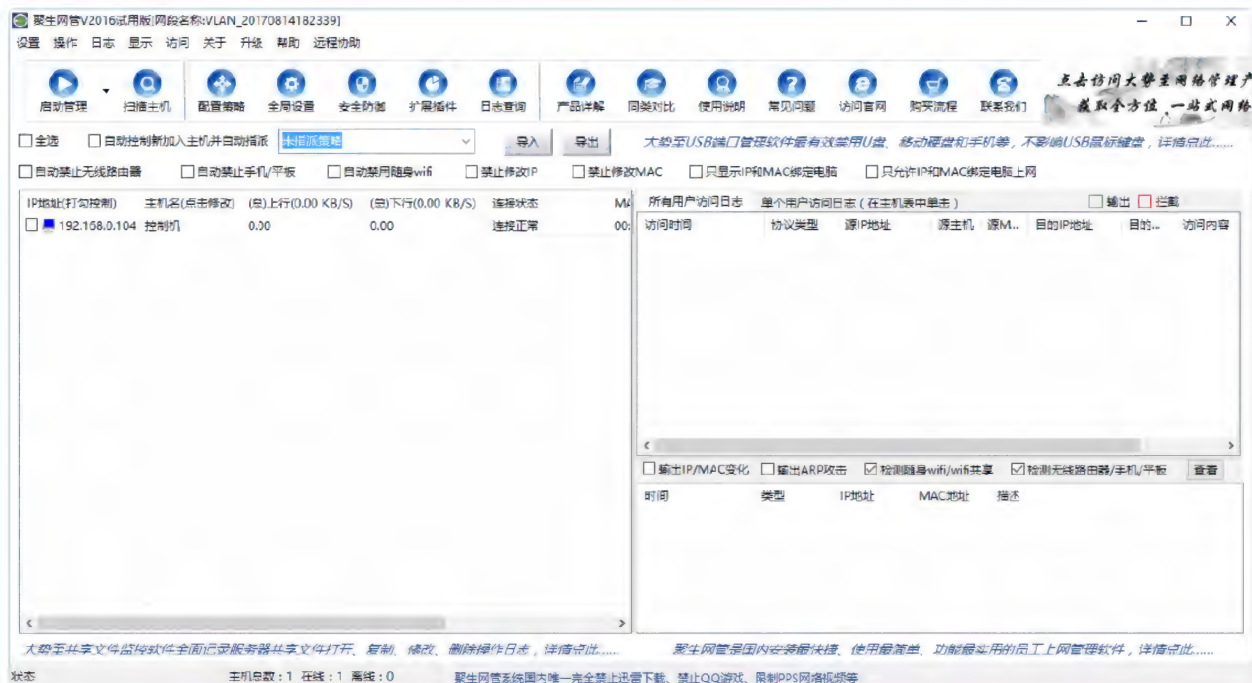 聚生网管V2016试用版[网段名称:VLAN_20170814182339]
设置 操作 日志 显示 访问 关于 升级 帮助 远程协助
启动管理 扫描主机 配置策略 全局设置 安全防御 扩展插件 日志查询 产品详解 同类对比 使用说明 常见问题 访问官网 购买流程 联系我们
点击访问大势至网络管理产
获取全方位、一站式网络
全选 自动控制新加入主机并自动指派 未指派策略 导入 导出 大势至USB端口管理软件最有效禁用U盘、移动硬盘和手机等，不影响USB鼠标键盘，详情点此......
自动禁止无线路由器 自动禁止手机/平板 自动禁用随身wifi 禁止修改IP 禁止修改MAC 只显示IP和MAC绑定电脑 只允许IP和MAC绑定电脑上网
IP地址(打勾控制) 主机名(点击修改) (总)上行(0.00 KB/S) (总)下行(0.00 KB/S) 连接状态 MA
192.168.0.104 控制机 0.00 0.00 连接正常 00:
所有用户访问日志 单个用户访问日志（在主机表中单击） 输出 拦截
访问时间 协议类型 源IP地址 源主机 源M... 目的IP地址 目的... 访问内容
输出IP/MAC变化 输出ARP攻击 检测随身wifi/wifi共享 检测无线路由器/手机/平板 查看
时间 类型 IP地址 MAC地址 描述
大势至共享文件监控软件全面记录服务器共享文件打开、复制、修改、删除操作日志，详情点此...... 聚生网管是国内安装最快捷、使用最简单、功能最实用的员工上网管理软件，详情点此......
状态 主机总数：1 在线：1 离线：0 聚生网管系统国内唯一完全禁止迅雷下载、禁止QQ游戏、限制PPS网络视频等